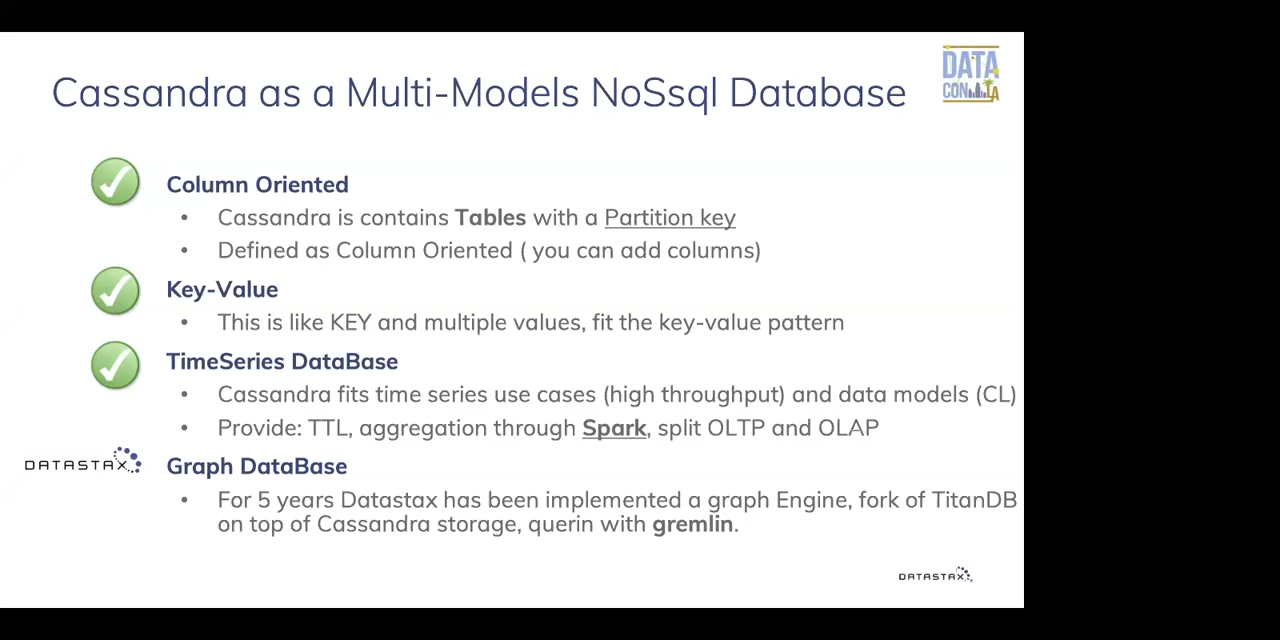 Cassandra as a Multi-Models NoSsql Database
DATA
CON LA
Column Oriented
• Cassandra is contains Tables with a Partition key
• Defined as Column Oriented ( you can add columns)
Key-Value
• This is like KEY and multiple values, fit the key-value pattern
TimeSeries DataBase
• Cassandra fits time series use cases (high throughput) and data models (CL)
• Provide: TTL, aggregation through Spark, split OLTP and OLAP
DATASTAX
Graph DataBase
• For 5 years Datastax has been implemented a graph Engine, fork of TitanDB
on top of Cassandra storage, querin with gremlin.
DATASTAX